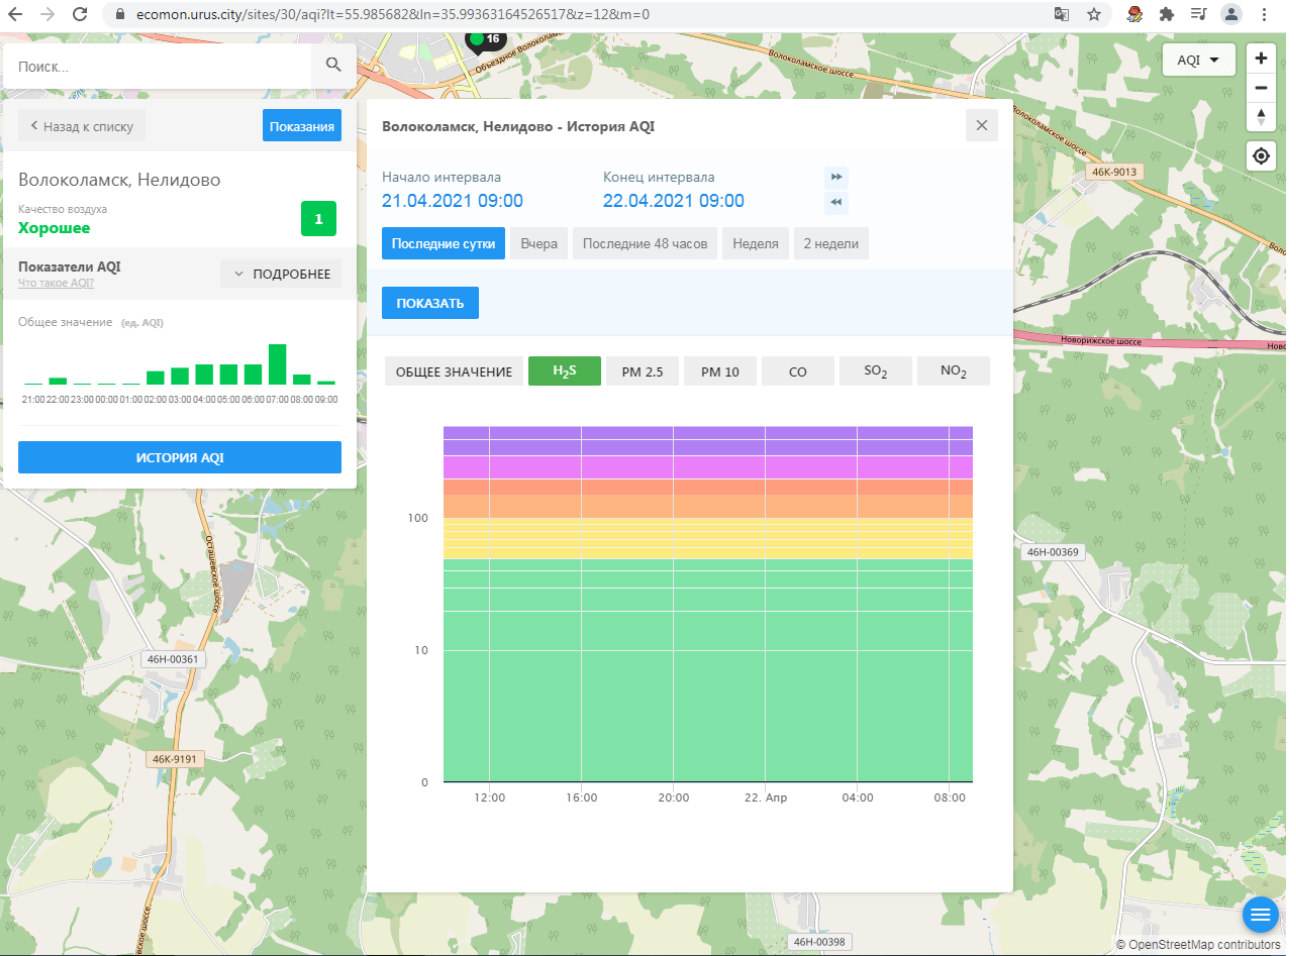 ecomon.urus.city/sites/30/aqi?lt=55.985682&ln=35.99363164526517&z=12&m=0
Поиск...
16
Объездное Волоколамск
Волоколамское шоссе
AQI
Назад к списку
Показания
Волоколамск, Нелидово
Качество воздуха
Хорошее
1
Показатели AQI
Что такое AQI?
ПОДРОБНЕЕ
Общее значение (ед. AQI)
21:00 22:00 23:00 00:00 01:00 02:00 03:00 04:00 05:00 06:00 07:00 08:00 09:00
ИСТОРИЯ AQI
Волоколамск, Нелидово - История AQI
Начало интервала
Конец интервала
21.04.2021 09:00
22.04.2021 09:00
Последние сутки
Вчера
Последние 48 часов
Неделя
2 недели
ПОКАЗАТЬ
ОБЩЕЕ ЗНАЧЕНИЕ
H₂S
PM 2.5
PM 10
CO
SO₂
NO₂
100
10
0
12:00
16:00
20:00
22. Апр
04:00
08:00
Волоколамское шоссе
46К-9013
Новорижское шоссе
46Н-00369
Осташевское шоссе
46Н-00361
46К-9191
46Н-00398
© OpenStreetMap contributors